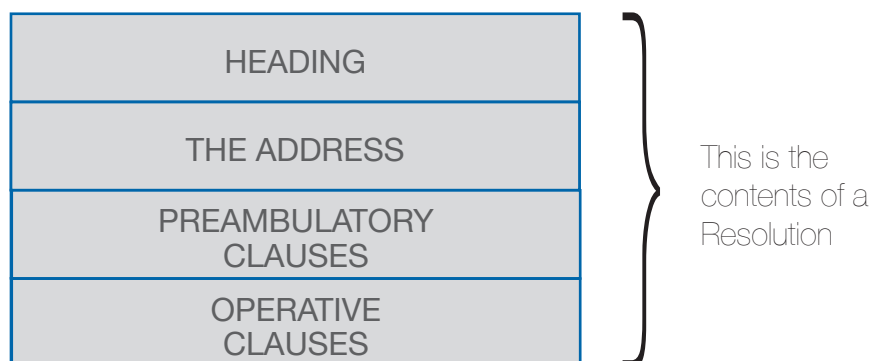 HEADING
THE ADDRESS
PREAMBULATORY
CLAUSES
OPERATIVE
CLAUSES
This is the
contents of a
Resolution